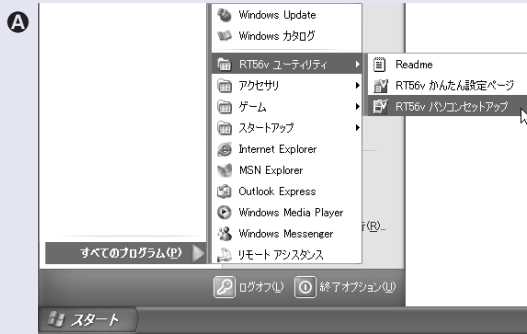 A
Windows Update
Windows カタログ
RT56v ユーティリティ
アクセサリ
ゲーム
スタートアップ
Internet Explorer
MSN Explorer
Outlook Express
Windows Media Player
Windows Messenger
リモート アシスタンス
Readme
RT56v かんたん設定ページ
RT56v パソコンセットアップ
(R)...
すべてのプログラム(P)
ログオフ(L)
終了オプション(U)
スタート